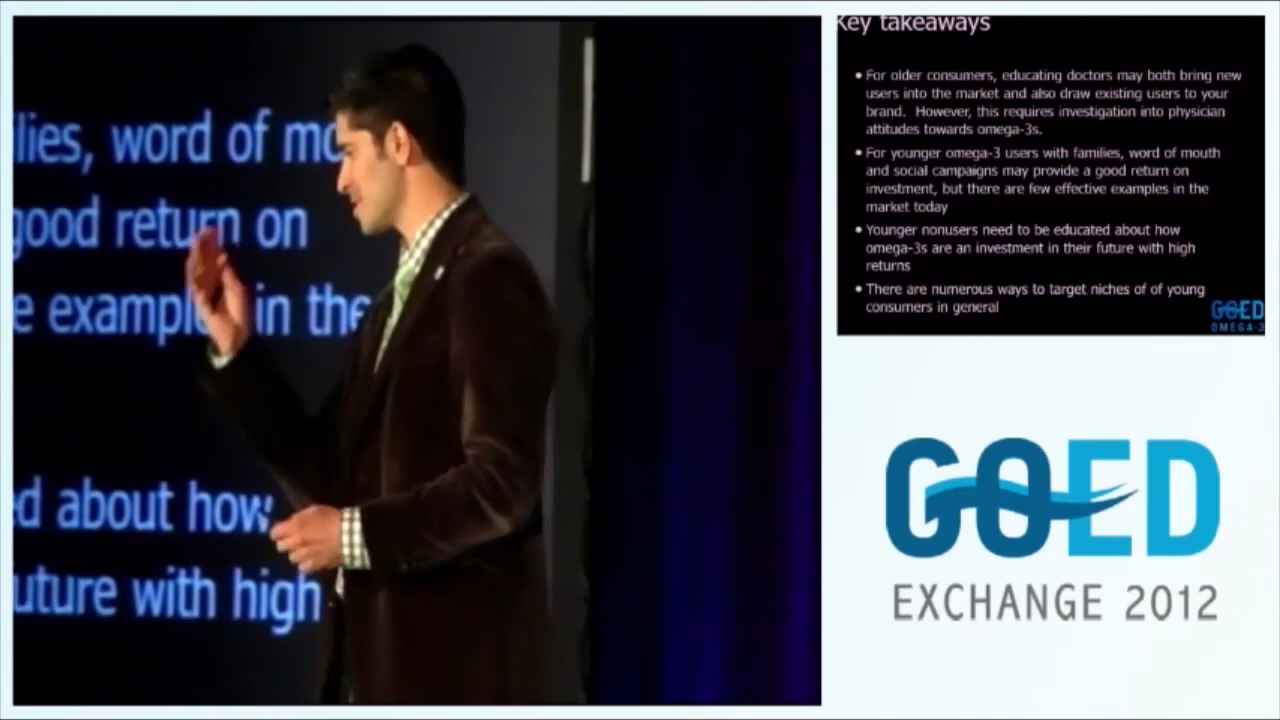 lies, word of mo
good return on
e exampl in the
ed about how
uture with high
Key takeaways
• For older consumers, educating doctors may both bring new
users into the market and also draw existing users to your
brand. However, this requires investigation into physician
attitudes towards omega-3s.
• For younger omega-3 users with families, word of mouth
and social campaigns may provide a good return on
investment, but there are few effective examples in the
market today
• Younger nonusers need to be educated about how
omega-3s are an investment in their future with high
returns
• There are numerous ways to target niches of of young
consumers in general
GOED
OMEGA-3
GOED
EXCHANGE 2012